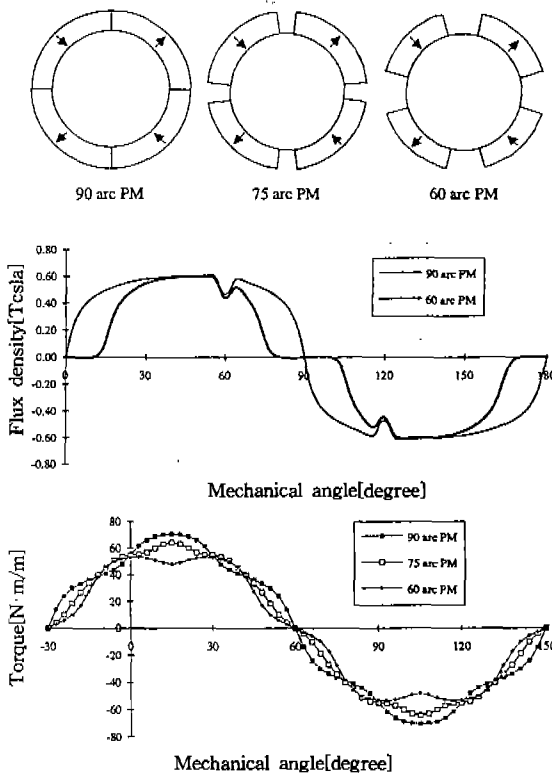 90 arc PM 75 arc PM 60 arc PM
Flux density[Tesla]
0.80
0.60
0.40
0.20
0.00
-0.20
-0.40
-0.60
-0.80
0 30 60 90 120 150 180
90 arc PM
60 arc PM
Mechanical angle[degree]
Torque[N·m/m]
80
60
40
20
0
-20
-40
-60
-80
-30 0 30 60 90 120 150
90 arc PM
75 arc PM
60 arc PM
Mechanical angle[degree]